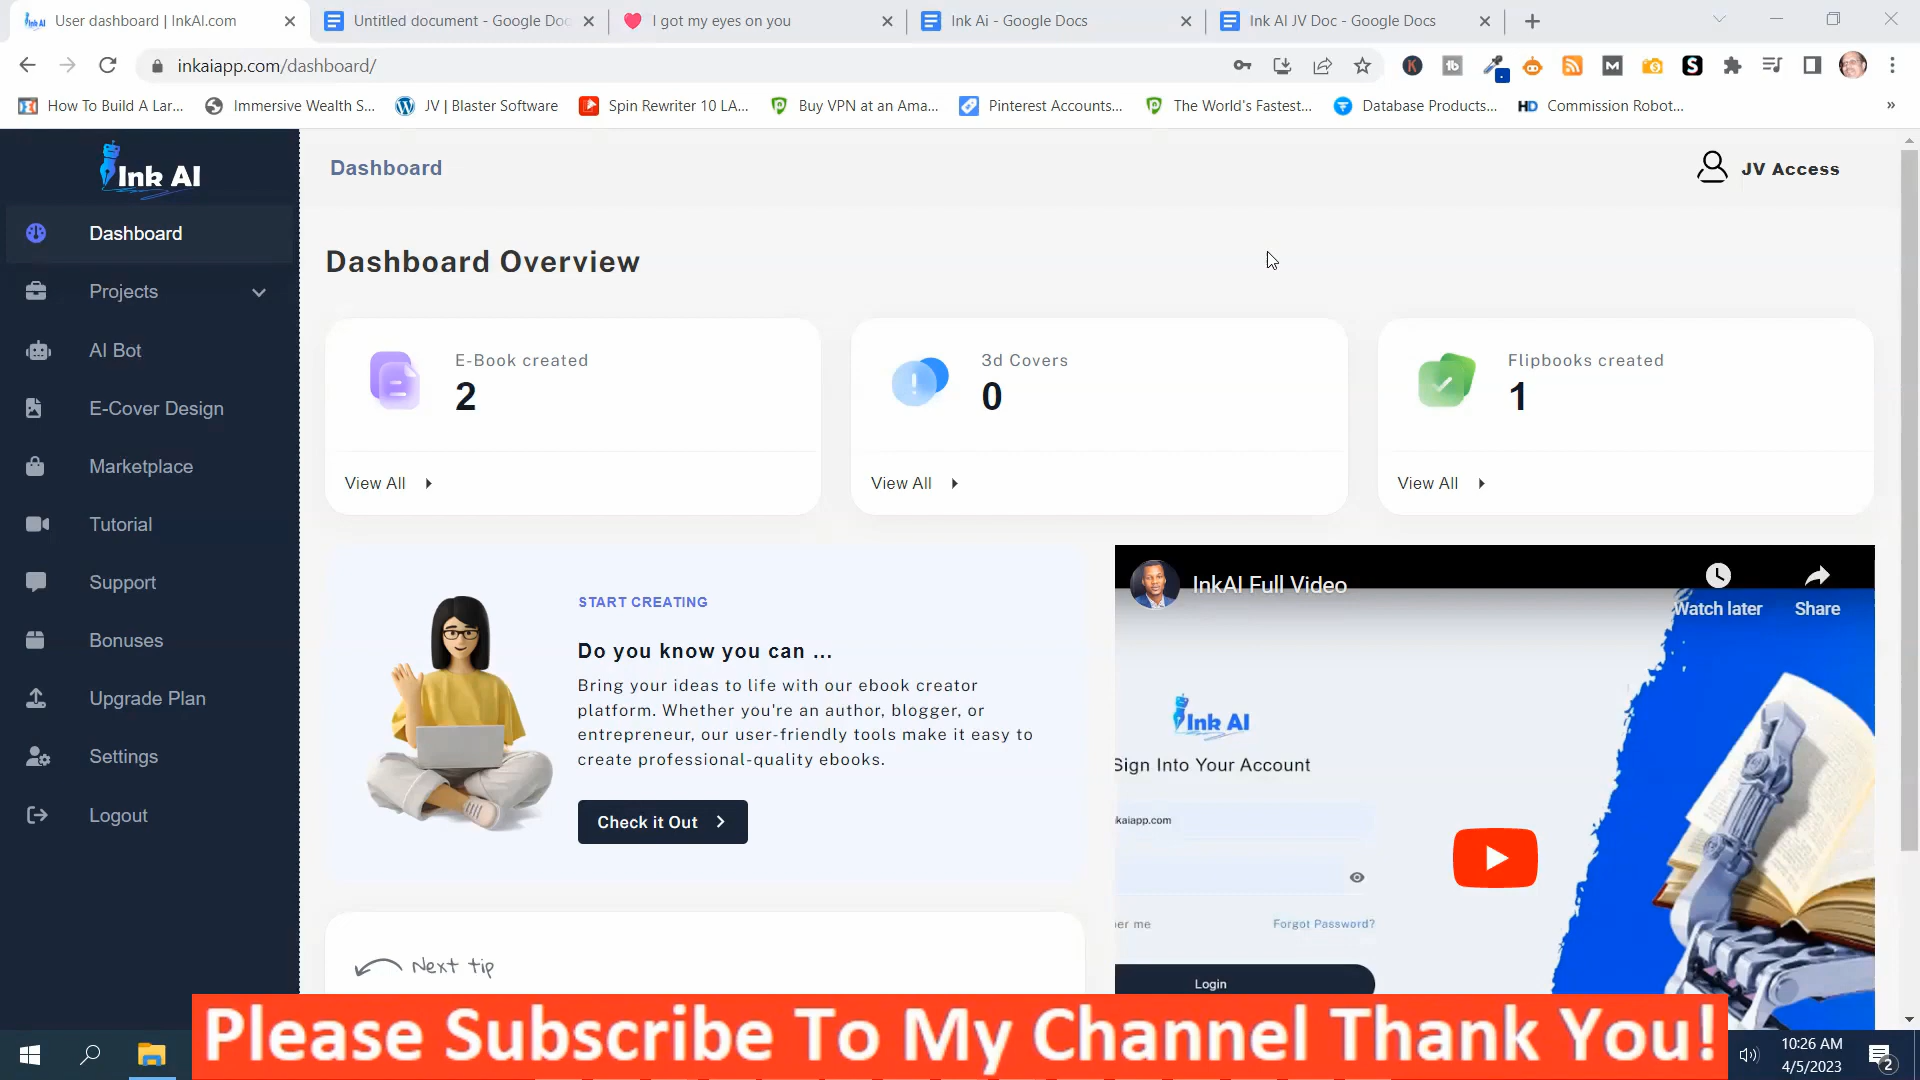 User dashboard | InkAI.com
Untitled document - Google Doc
I got my eyes on you
Ink Ai - Google Docs
Ink AI JV Doc - Google Docs
inkaiapp.com/dashboard/
How To Build A Lar...
Immersive Wealth S...
JV | Blaster Software
Spin Rewriter 10 LA...
Buy VPN at an Ama...
Pinterest Accounts...
The World's Fastest...
Database Products...
HD Commission Robot...
»
Ink AI
Dashboard
JV Access
Dashboard
Projects
AI Bot
E-Cover Design
Marketplace
Tutorial
Support
Bonuses
Upgrade Plan
Settings
Logout
Dashboard Overview
E-Book created
2
View All
3d Covers
0
View All
Flipbooks created
1
View All
START CREATING
Do you know you can ...
Bring your ideas to life with our ebook creator
platform. Whether you're an author, blogger, or
entrepreneur, our user-friendly tools make it easy to
create professional-quality ebooks.
Check it Out
Next tip
InkAI Full Video
Watch later
Share
Ink AI
Sign Into Your Account
kaiapp.com
er me
Forgot Password?
Login
Please Subscribe To My Channel Thank You!
10:26 AM
4/5/2023
2